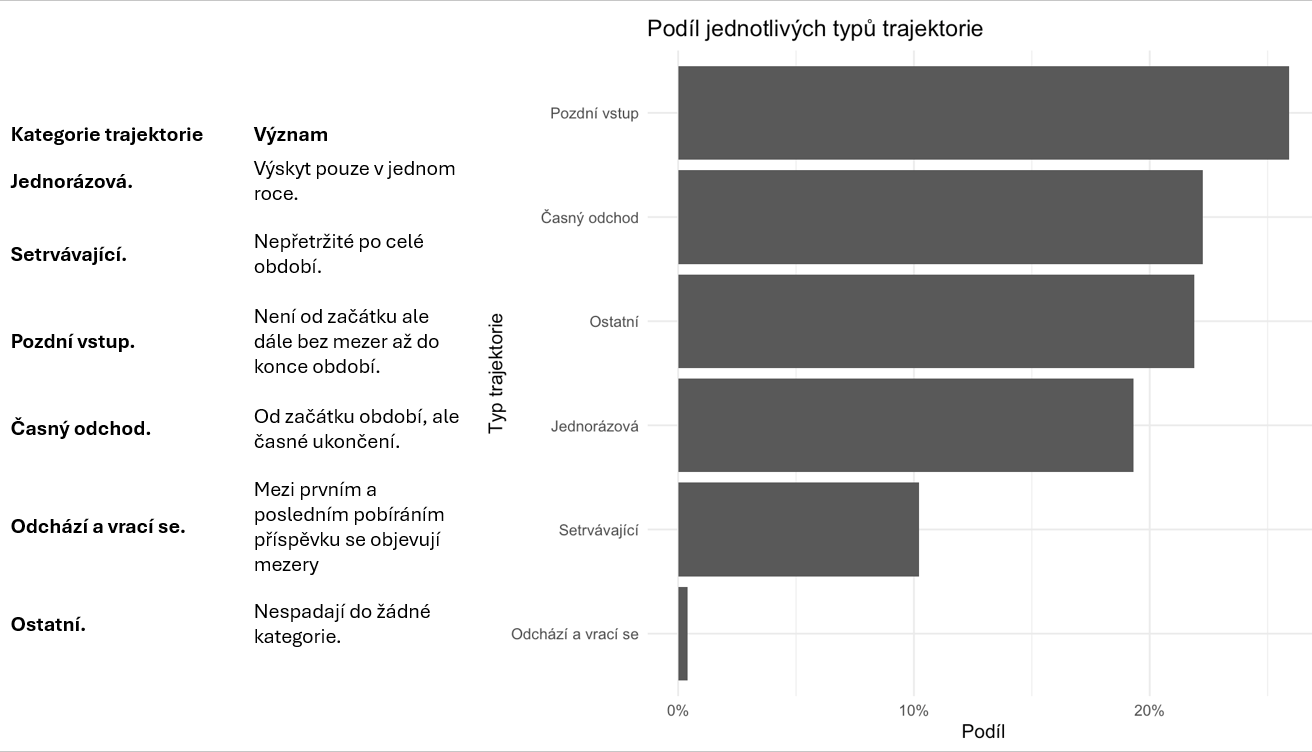 Kategorie trajektorie
Význam
Jednorázová.
Výskyt pouze v jednom
roce.
Setrvávající.
Nepřetržité po celé
období.
Pozdní vstup.
Není od začátku ale
dále bez mezer až do
konce období.
Časný odchod.
Od začátku období, ale
časné ukončení.
Odchází a vrací se.
Mezi prvním a
posledním pobíráním
příspěvku se objevují
mezery
Ostatní.
Nespadají do žádné
kategorie.
Podíl jednotlivých typů trajektorie
Typ trajektorie
Pozdní vstup
Časný odchod
Ostatní
Jednorázová
Setrvávající
Odchází a vrací se
0%
10%
20%
Podíl